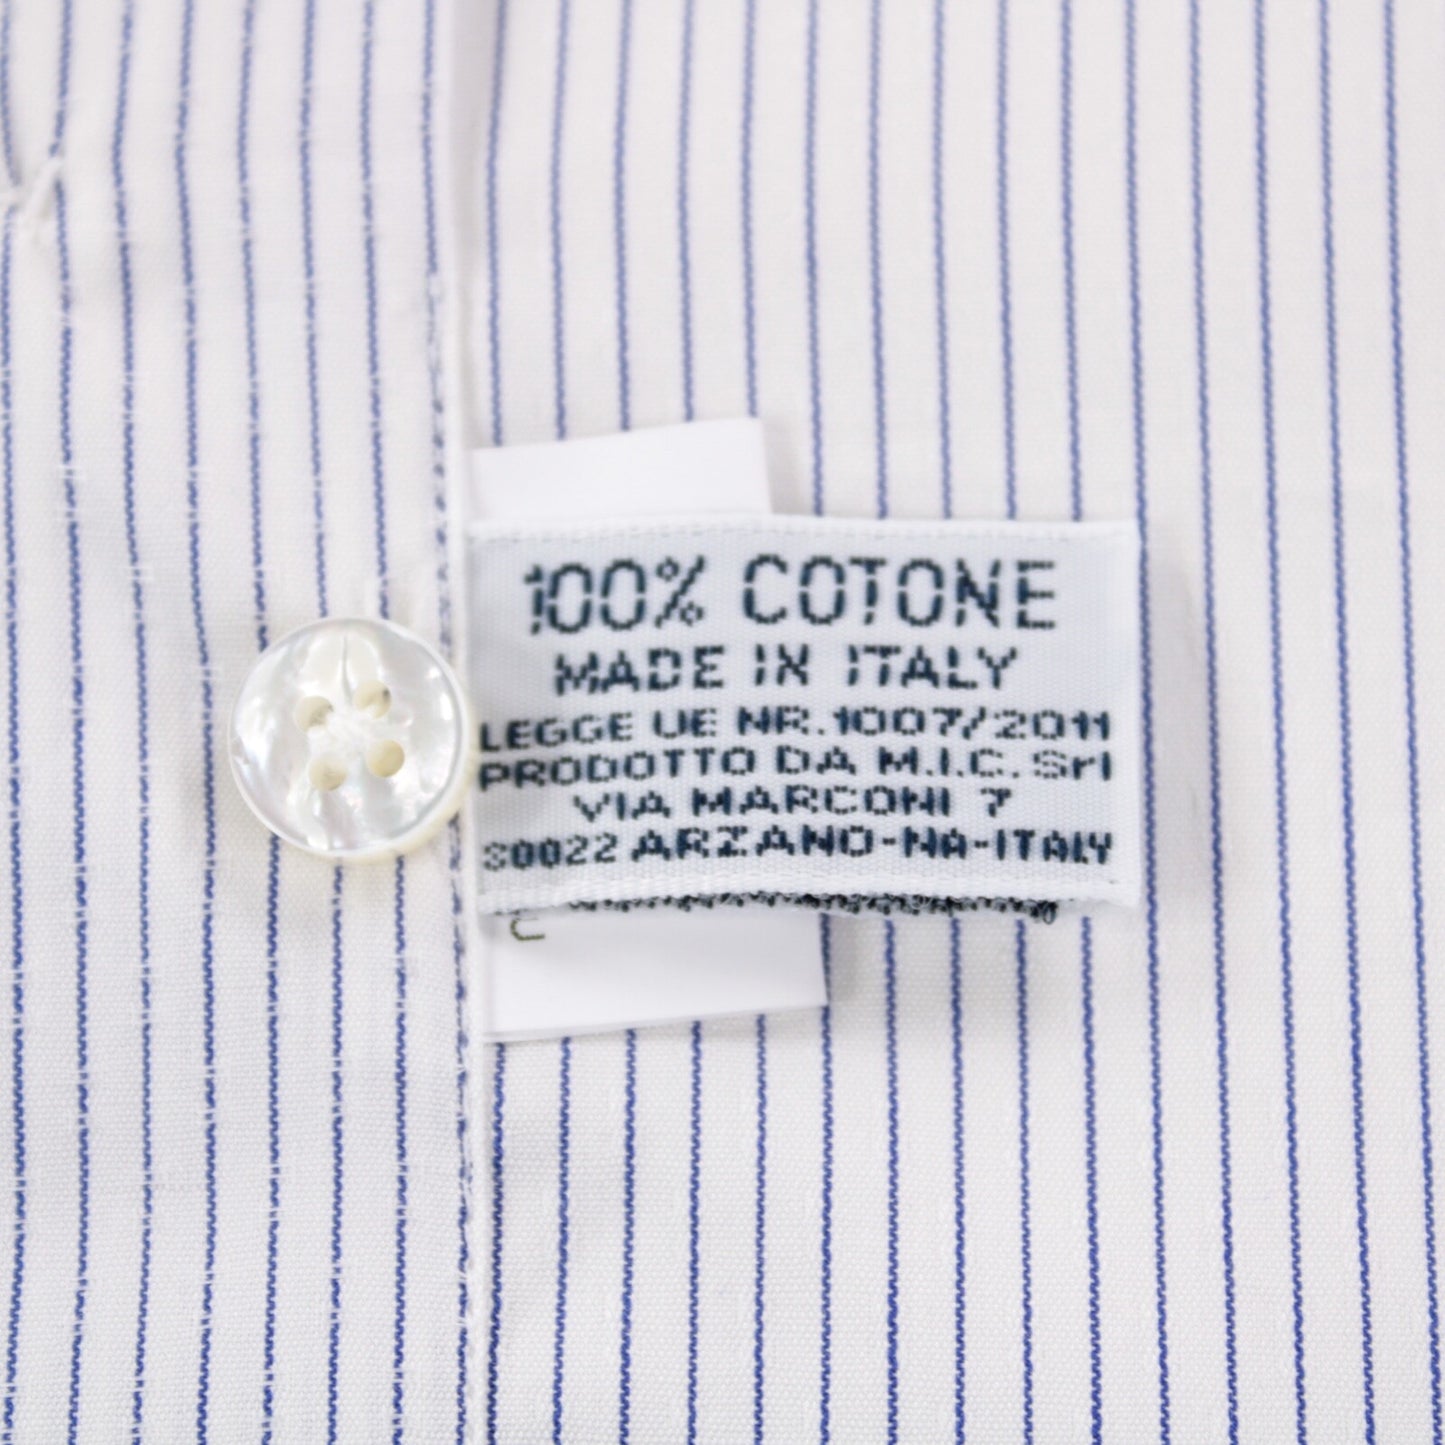 100% COTONE
MADE IN ITALY
LEGGE UE NR.1007/2011
PRODOTTO DA M.I.C. Srl
VIA MARCONI 7
80022 ARZANO-NA-ITALY